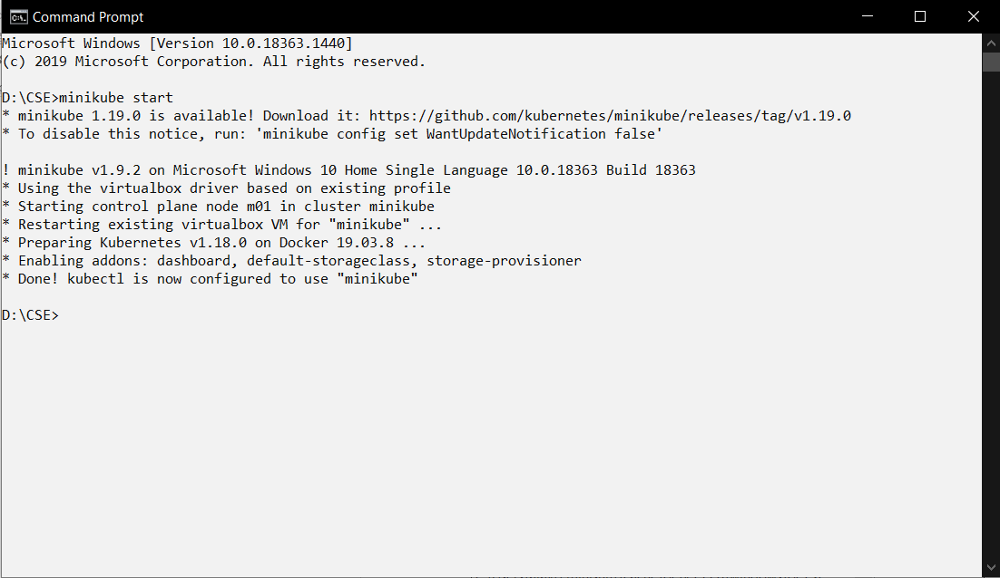 Command Prompt
Microsoft Windows [Version 10.0.18363.1440]
(c) 2019 Microsoft Corporation. All rights reserved.
D:\CSE>minikube start
* minikube 1.19.0 is available! Download it: https://github.com/kubernetes/minikube/releases/tag/v1.19.0
* To disable this notice, run: 'minikube config set WantUpdateNotification false'
! minikube v1.9.2 on Microsoft Windows 10 Home Single Language 10.0.18363 Build 18363
* Using the virtualbox driver based on existing profile
* Starting control plane node m01 in cluster minikube
* Restarting existing virtualbox VM for "minikube" ...
* Preparing Kubernetes v1.18.0 on Docker 19.03.8 ...
* Enabling addons: dashboard, default-storageclass, storage-provisioner
* Done! kubectl is now configured to use "minikube"
D:\CSE>